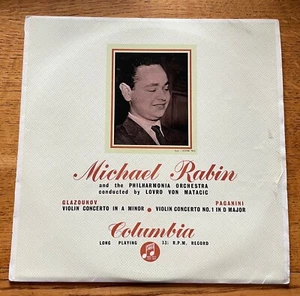 Michael Rabin
and the PHILHARMONIA ORCHESTRA
conducted by LOVRO VON MATACIC
GLAZOUNOV PAGANINI
VIOLIN CONCERTO IN A MINOR • VIOLIN CONCERTO NO. 1 IN D MAJOR
Columbia
LONG PLAYING 33⅓ R.P.M. RECORD